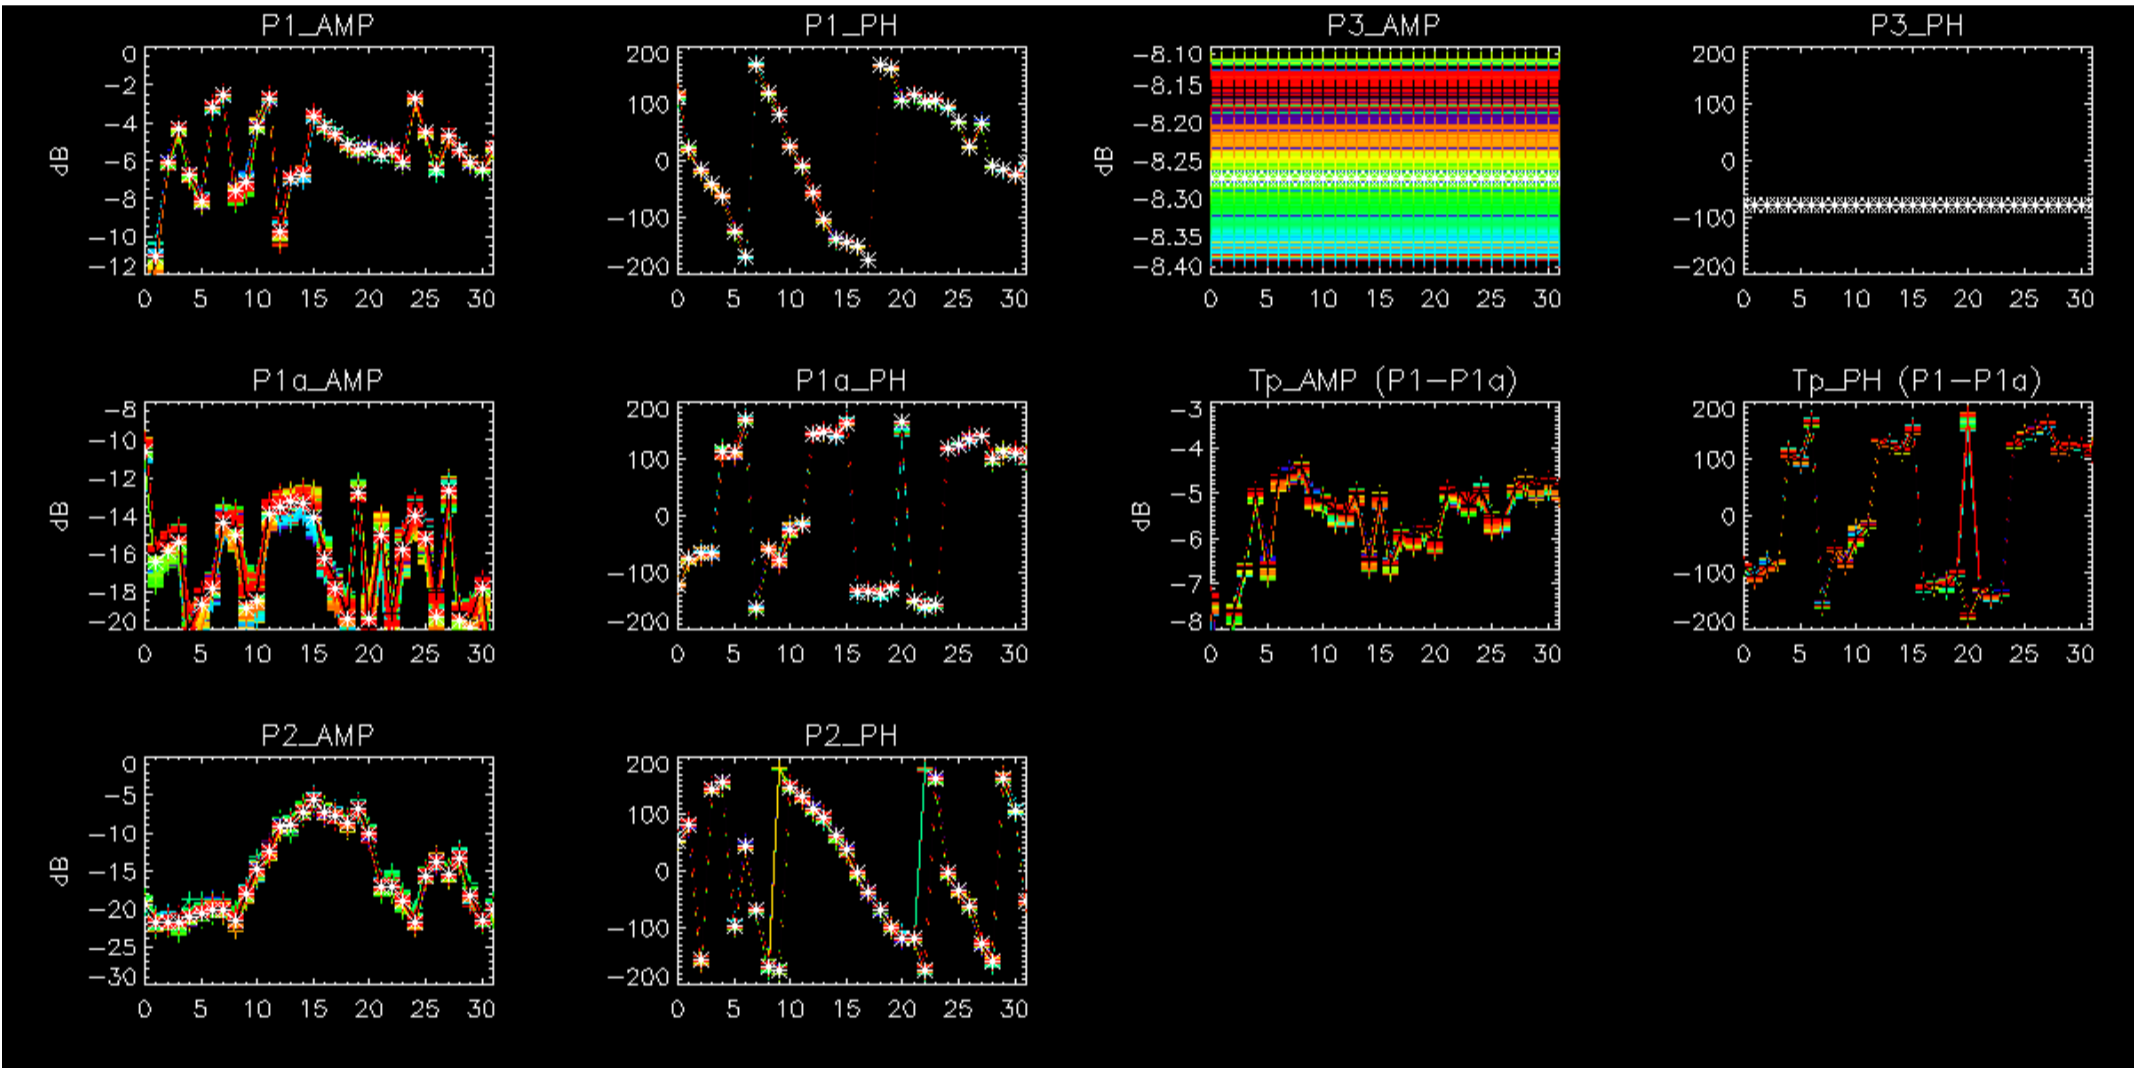 P1_AMP
dB
0
−2
−4
−6
−8
−10
−12
0 5 10 15 20 25 30
P1_PH
200
100
0
−100
−200
0 5 10 15 20 25 30
P3_AMP
dB
−8.10
−8.15
−8.20
−8.25
−8.30
−8.35
−8.40
0 5 10 15 20 25 30
P3_PH
200
100
0
−100
−200
0 5 10 15 20 25 30
P1a_AMP
dB
−8
−10
−12
−14
−16
−18
−20
0 5 10 15 20 25 30
P1a_PH
200
100
0
−100
−200
0 5 10 15 20 25 30
Tp_AMP (P1−P1a)
dB
−3
−4
−5
−6
−7
−8
0 5 10 15 20 25 30
Tp_PH (P1−P1a)
200
100
0
−100
−200
0 5 10 15 20 25 30
P2_AMP
dB
0
−5
−10
−15
−20
−25
−30
0 5 10 15 20 25 30
P2_PH
200
100
0
−100
−200
0 5 10 15 20 25 30